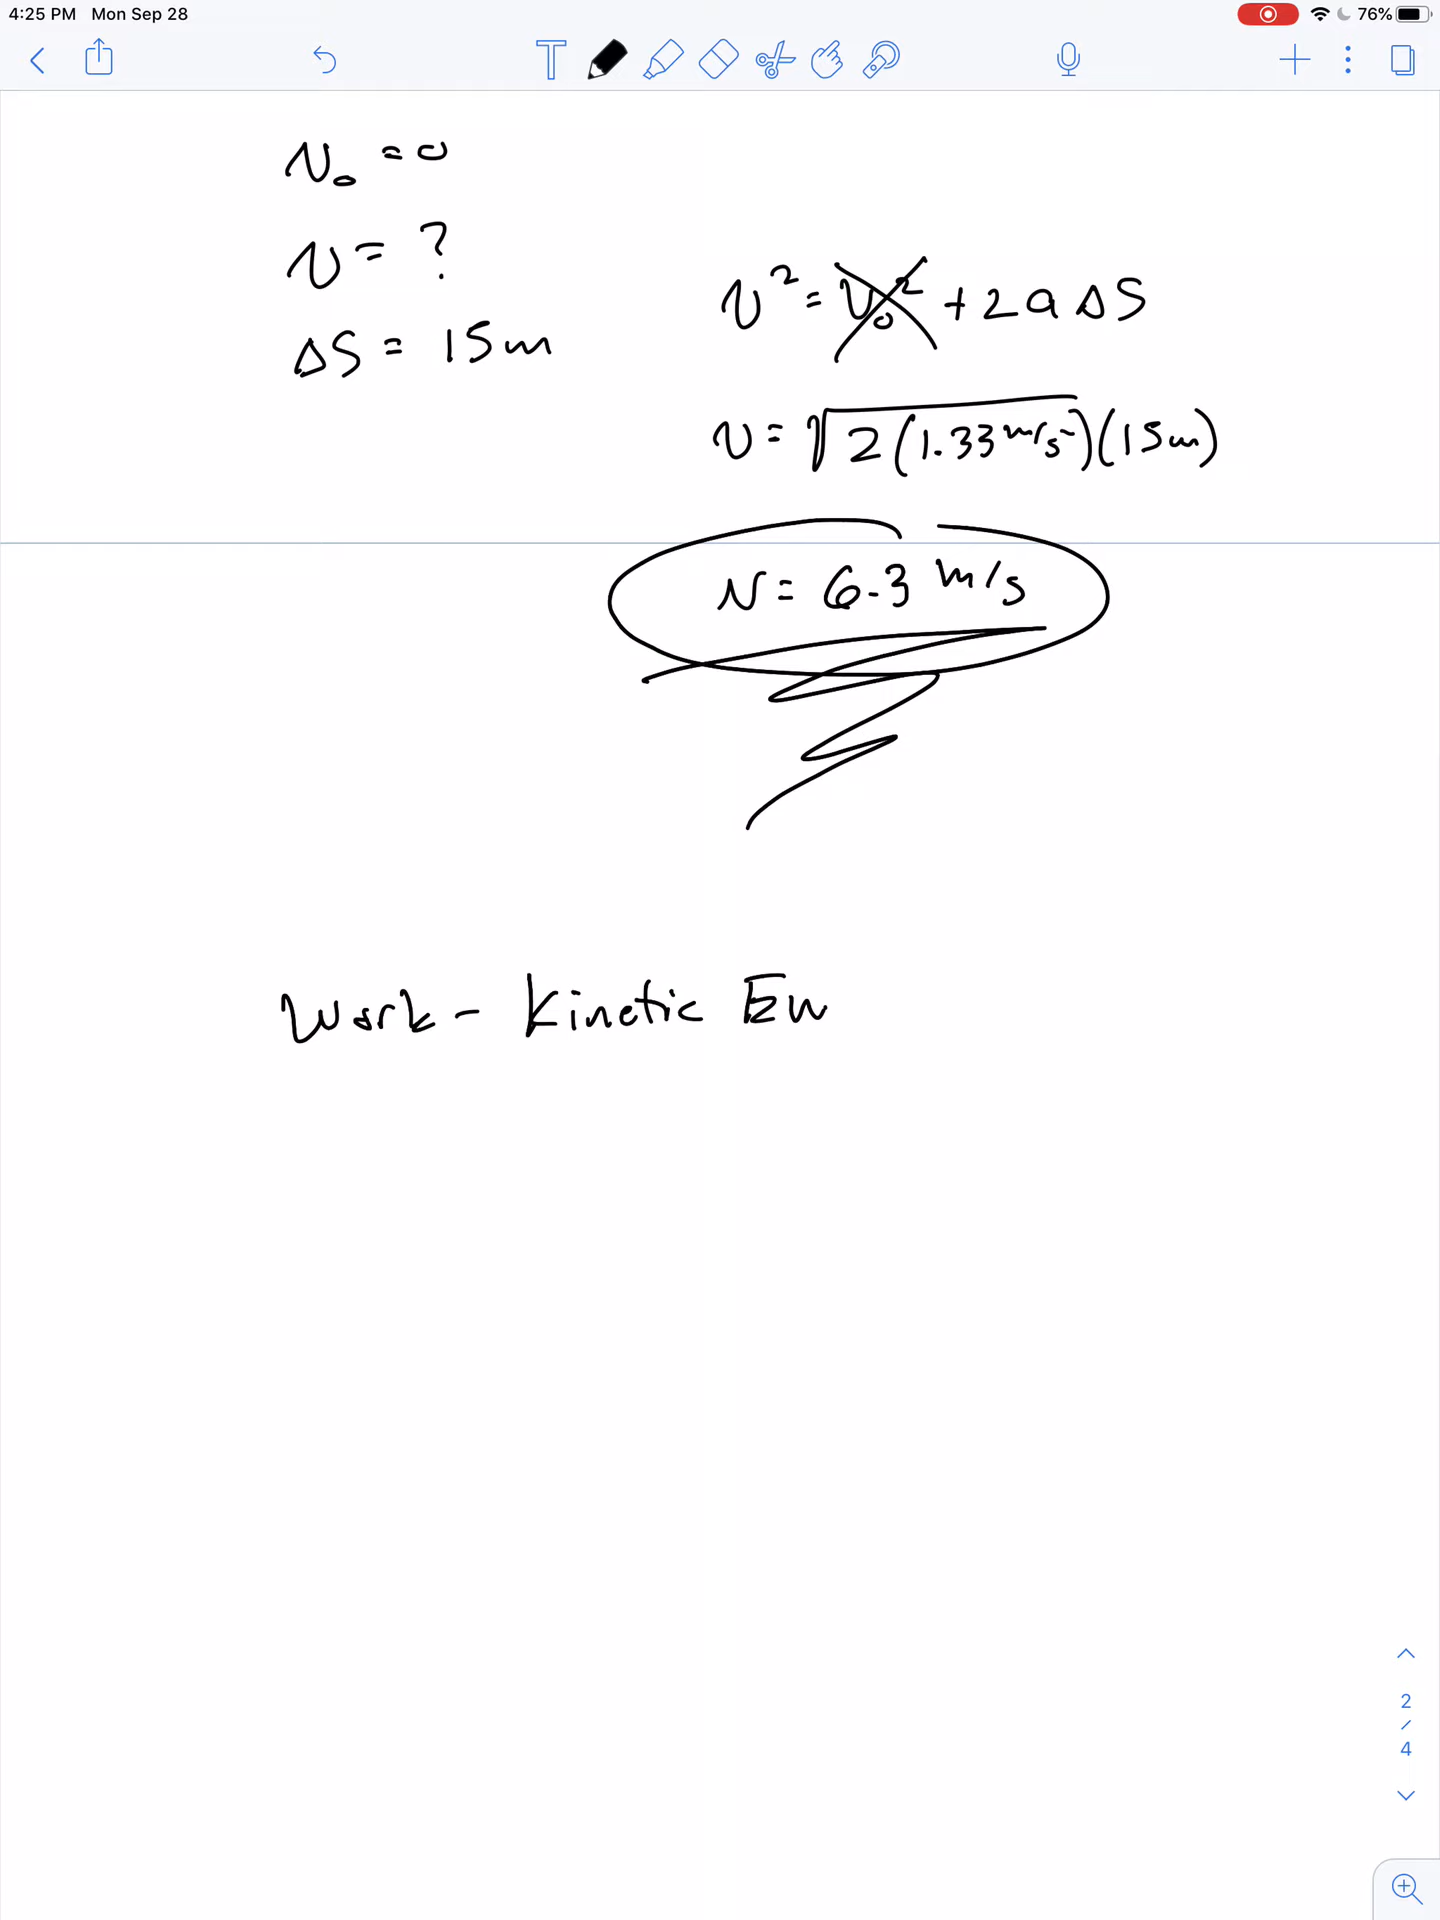 4:25 PM Mon Sep 28 76%
T
v₀ = 0
v = ?
ΔS = 15m
v² = v₀² + 2aΔS
v = √2(1.33 m/s²)(15m)
v = 6.3 m/s
Work - Kinetic En
2
/
4